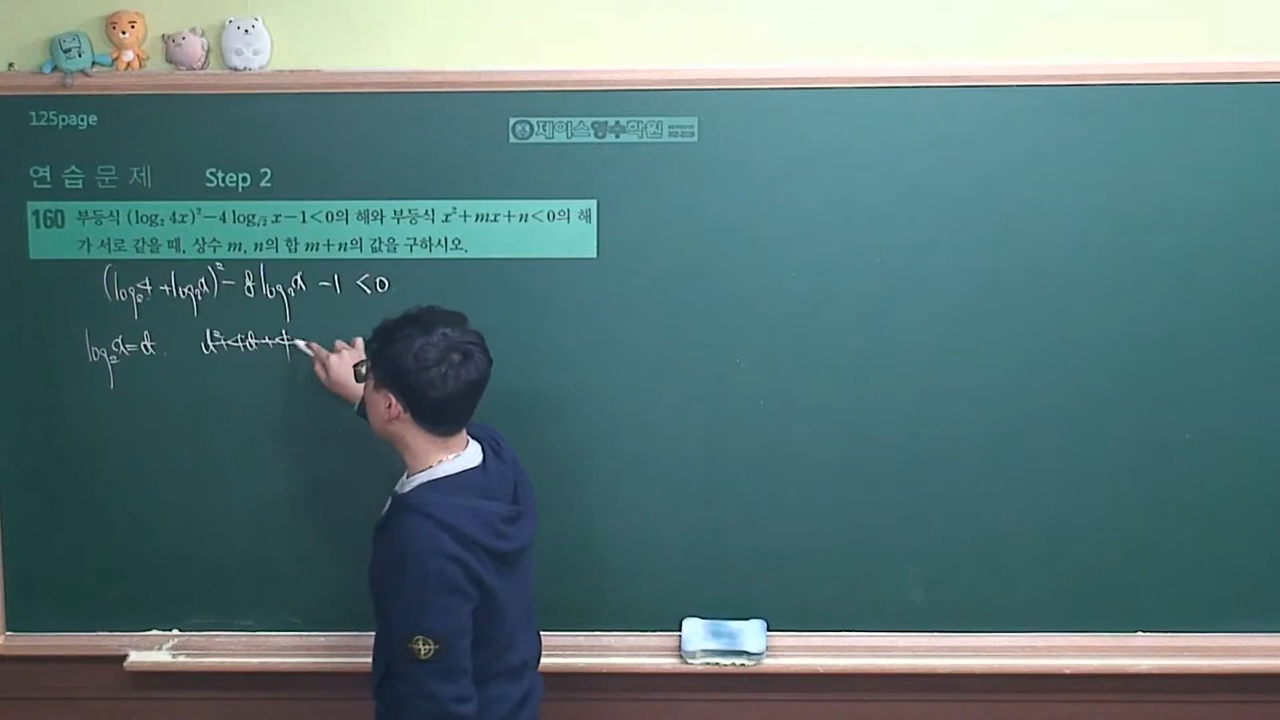 125page
제이스영수학원
연습문제 Step 2
160 부등식 (log₂ 4x)²－4 log_√2 x－1<0의 해와 부등식 x²+mx+n<0의 해
가 서로 같을 때, 상수 m, n의 합 m+n의 값을 구하시오.
(log₂4 + log₂x)² - 8 log₂x - 1 < 0
log₂x = t. t²+4t+4-